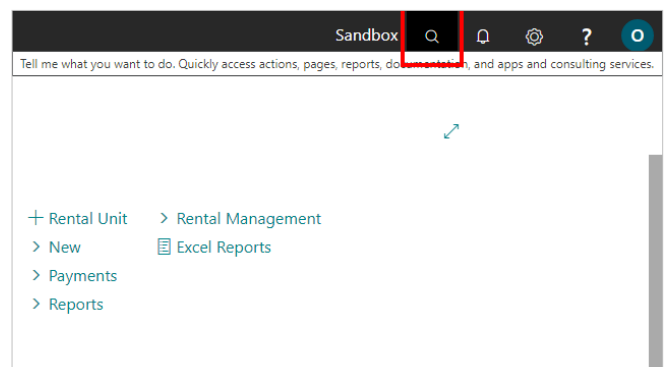 Sandbox ? O
Tell me what you want to do. Quickly access actions, pages, reports, documentation, and apps and consulting services.
+ Rental Unit > Rental Management
> New Excel Reports
> Payments
> Reports